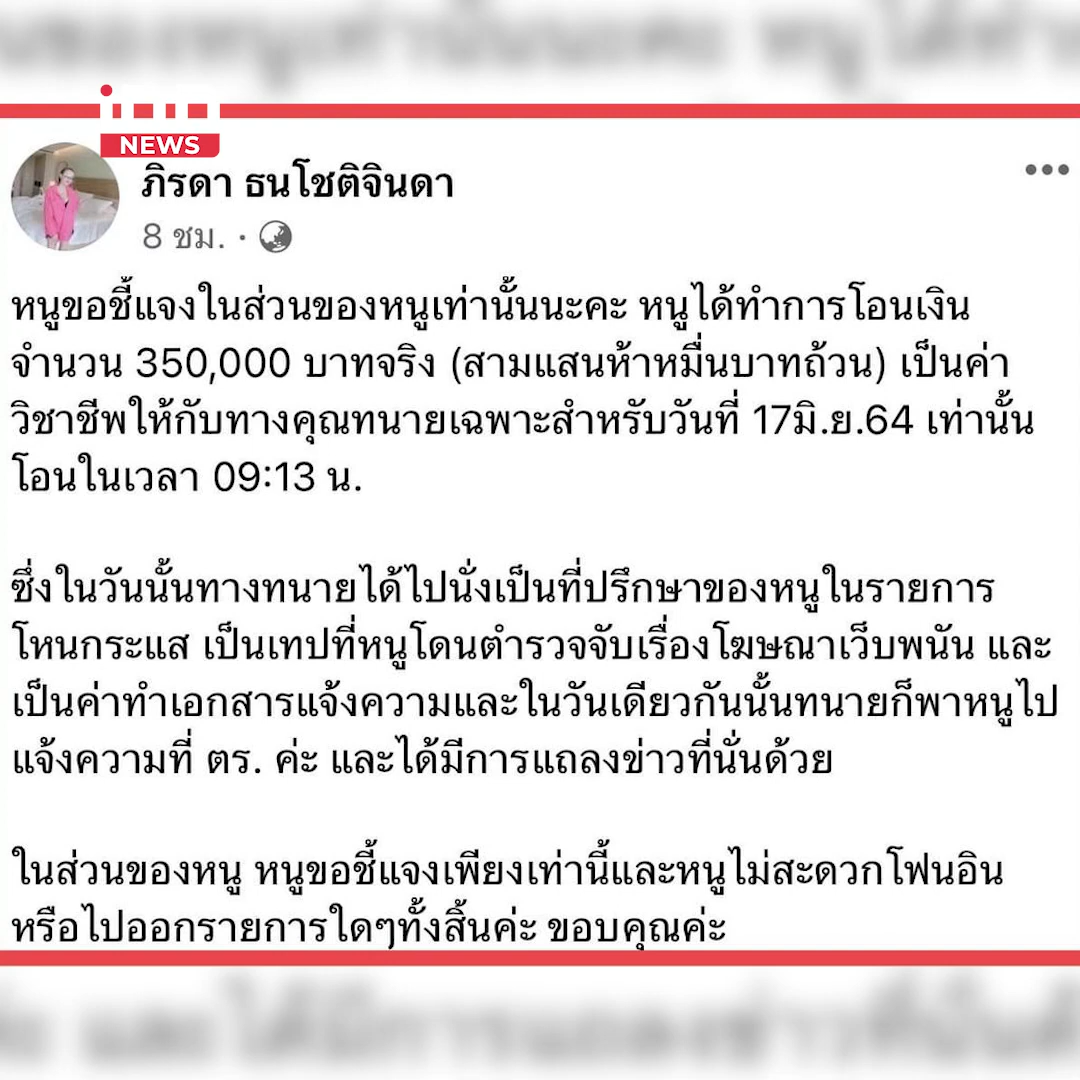 inn
NEWS
ภิรดา ธนโชติจินดา
8 ชม. ·
หนูขอชี้แจงในส่วนของหนูเท่านั้นนะคะ หนูได้ทำการโอนเงิน
จำนวน 350,000 บาทจริง (สามแสนห้าหมื่นบาทถ้วน) เป็นค่า
วิชาชีพให้กับทางคุณทนายเฉพาะสำหรับวันที่ 17มิ.ย.64 เท่านั้น
โอนในเวลา 09:13 น.
ซึ่งในวันนั้นทางทนายได้ไปนั่งเป็นที่ปรึกษาของหนูในรายการ
โหนกระแส เป็นเทปที่หนูโดนตำรวจจับเรื่องโฆษณาเว็บพนัน และ
เป็นค่าทำเอกสารแจ้งความและในวันเดียวกันนั้นทนายก็พาหนูไป
แจ้งความที่ ตร. ค่ะ และได้มีการแถลงข่าวที่นั่นด้วย
ในส่วนของหนู หนูขอชี้แจงเพียงเท่านี้และหนูไม่สะดวกโฟนอิน
หรือไปออกรายการใดๆทั้งสิ้นค่ะ ขอบคุณค่ะ